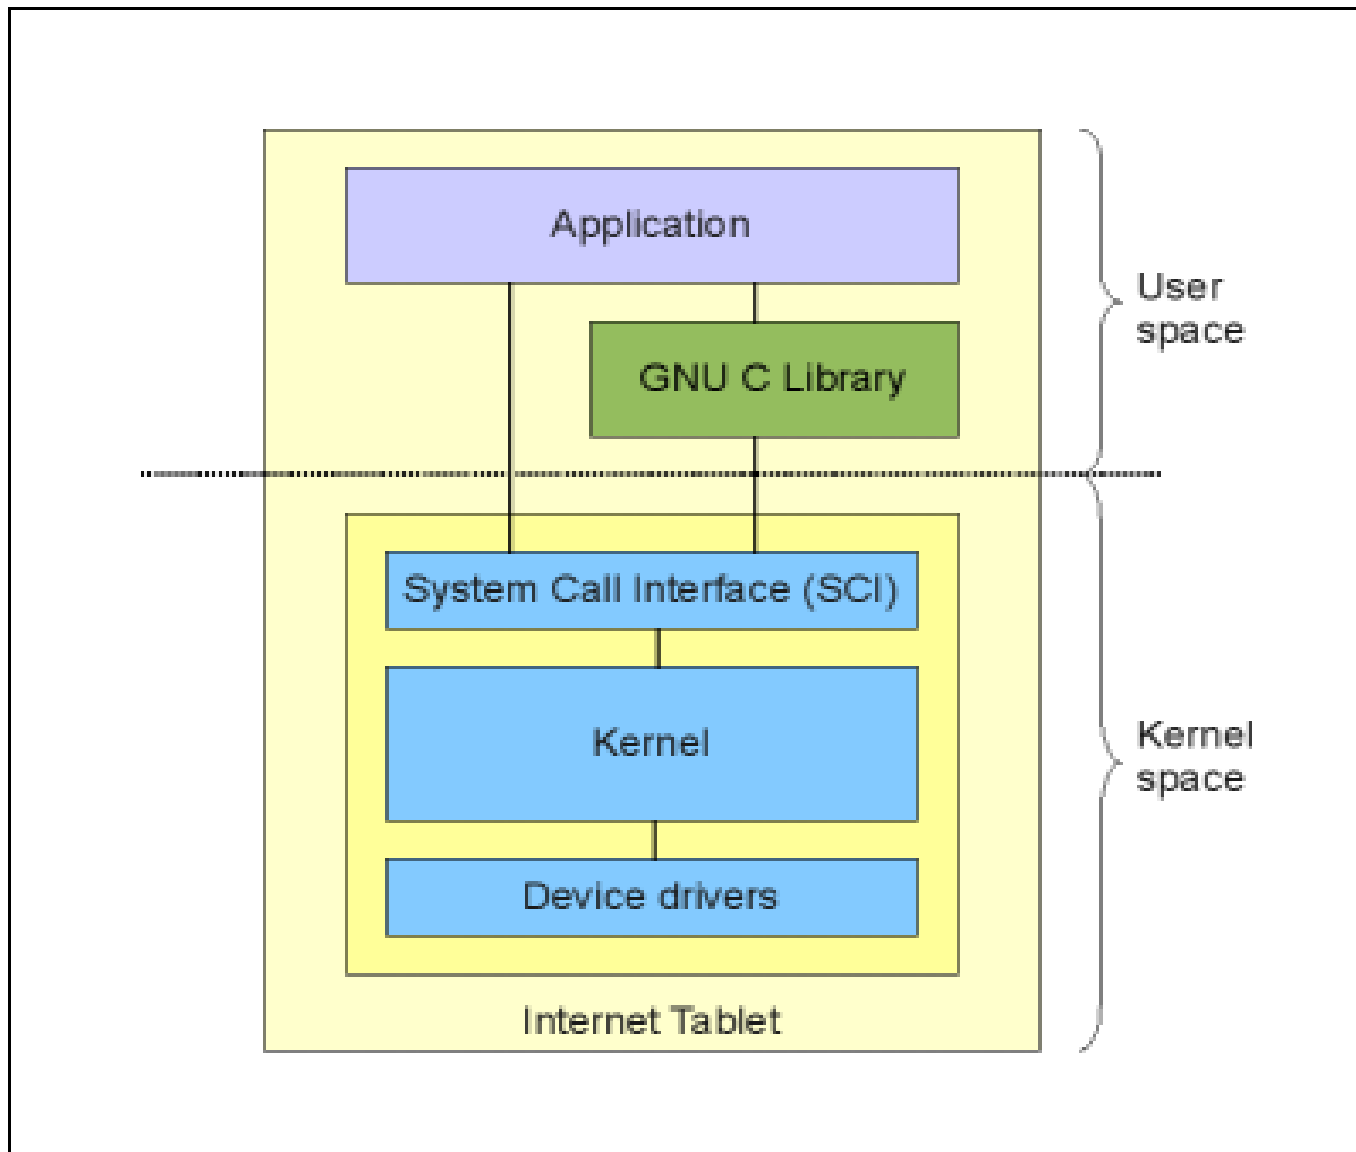 Application
User
space
GNU C Library
System Call Interface (SCI)
Kernel
Kernel
space
Device drivers
Internet Tablet